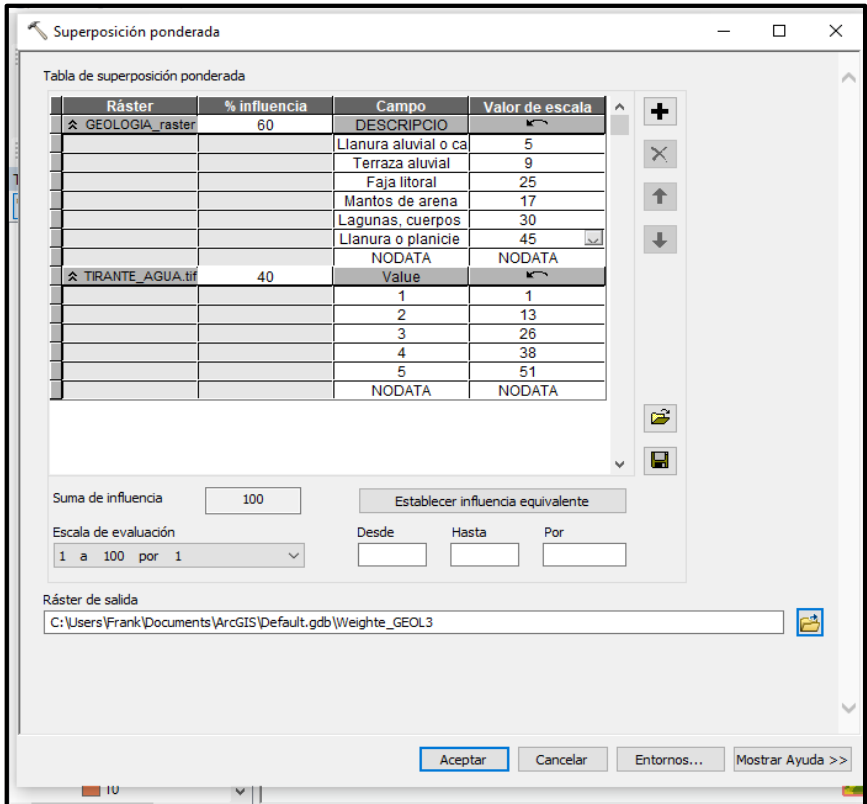 Superposición ponderada
Tabla de superposición ponderada
Ráster % influencia Campo Valor de escala
GEOLOGIA_raster 60 DESCRIPCIO
Llanura aluvial o ca 5
Terraza aluvial 9
Faja litoral 25
Mantos de arena 17
Lagunas, cuerpos 30
Llanura o planicie 45
NODATA NODATA
TIRANTE_AGUA.tif 40 Value
1 1
2 13
3 26
4 38
5 51
NODATA NODATA
Suma de influencia 100 Establecer influencia equivalente
Escala de evaluación Desde Hasta Por
1 a 100 por 1
Ráster de salida
C:\Users\Frank\Documents\ArcGIS\Default.gdb\Weighte_GEOL3
Aceptar Cancelar Entornos... Mostrar Ayuda >>
10